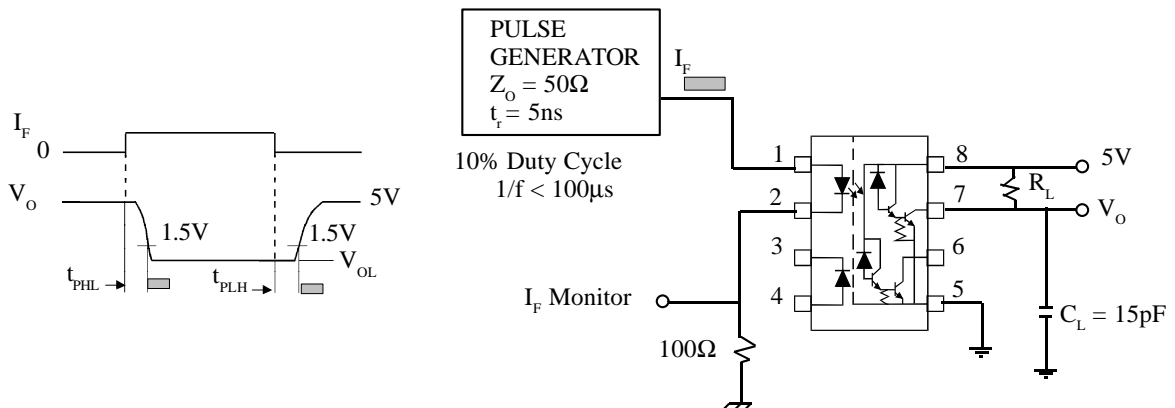 I_F
0
V_O
5V
1.5V
1.5V
V_OL
t_PHL
t_PLH
PULSE
GENERATOR
Z_O = 50Ω
t_r = 5ns
I_F
10% Duty Cycle
1/f < 100μs
1
2
3
4
8
7
6
5
5V
R_L
V_O
I_F Monitor
100Ω
C_L = 15pF